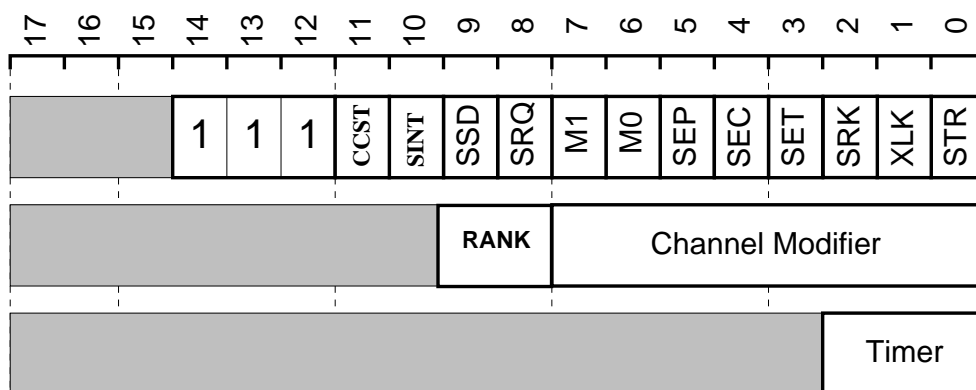 17 16 15 14 13 12 11 10 9 8 7 6 5 4 3 2 1 0
1 1 1 CCST SINT SSD SRQ M1 M0 SEP SEC SET SRK XLK STR
RANK Channel Modifier
Timer